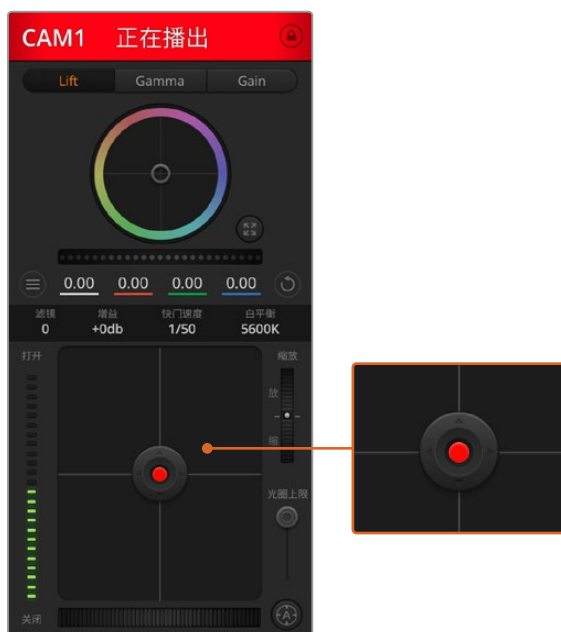 CAM1 正在播出
Lift Gamma Gain
0.00 0.00 0.00 0.00
滤镜 增益 快门速度 白平衡
0 +0db 1/50 5600K
打开 缩放
放
缩
光圈上限
关闭 A